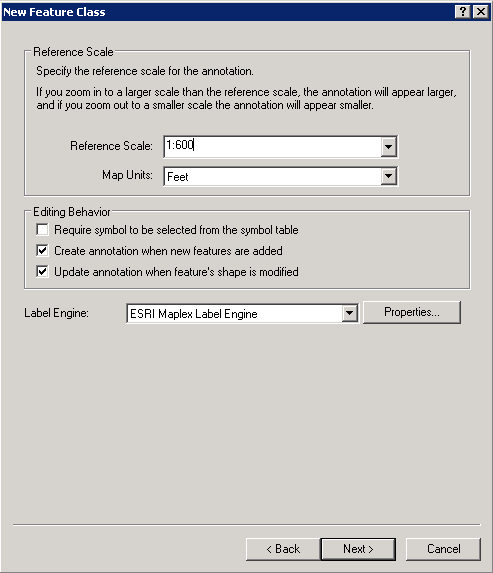 New Feature Class
Reference Scale
Specify the reference scale for the annotation.
If you zoom in to a larger scale than the reference scale, the annotation will appear larger,
and if you zoom out to a smaller scale the annotation will appear smaller.
Reference Scale: 1:600
Map Units: Feet
Editing Behavior
Require symbol to be selected from the symbol table
Create annotation when new features are added
Update annotation when feature's shape is modified
Label Engine: ESRI Maplex Label Engine Properties...
< Back Next > Cancel